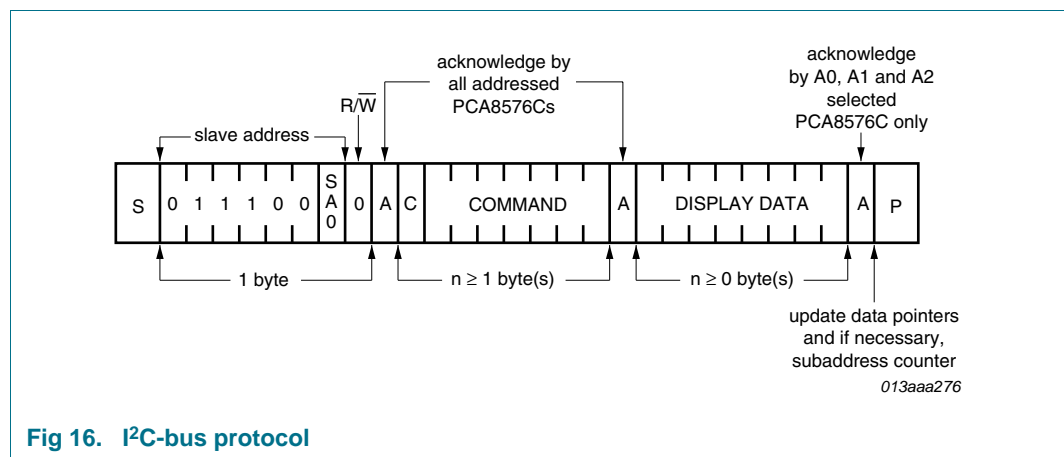 acknowledge by
all addressed
PCA8576Cs
acknowledge
by A0, A1 and A2
selected
PCA8576C only
R/W̅
slave address
S 0 1 1 1 0 0 SA0 0 A C COMMAND A DISPLAY DATA A P
1 byte
n ≥ 1 byte(s)
n ≥ 0 byte(s)
update data pointers
and if necessary,
subaddress counter
013aaa276
Fig 16. I²C-bus protocol